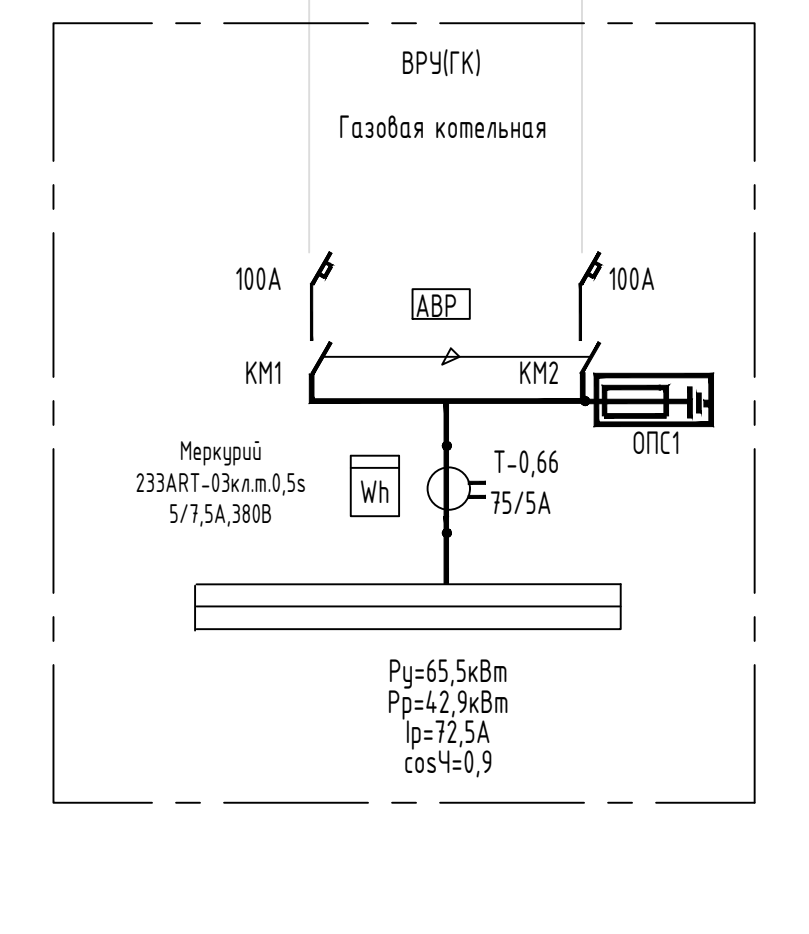 ВРУ(ГК)
Газовая котельная
100А
100А
АВР
КМ1
КМ2
ОПС1
Меркурий
233ART-03кл.т.0,5s
5/7,5А,380В
Wh
Т-0,66
75/5А
Ру=65,5кВт
Рр=42,9кВт
Iр=72,5А
cosЧ=0,9